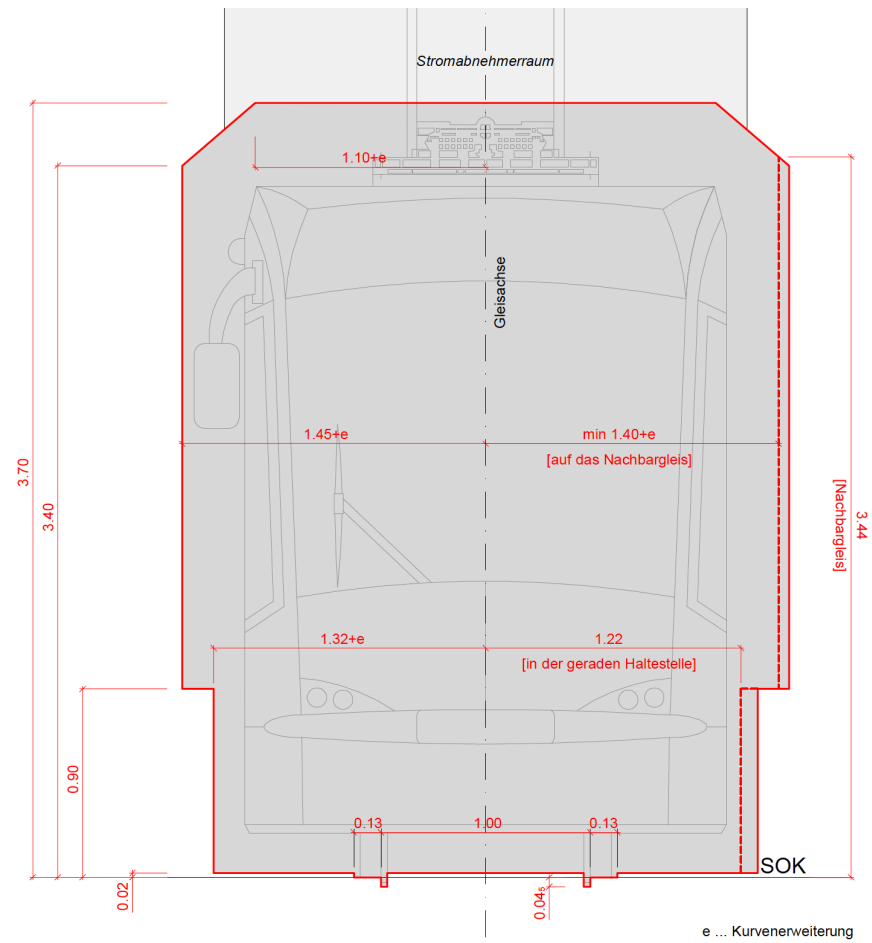 Stromabnehmerraum
1.10+e
Gleisachse
1.45+e
min 1.40+e
[auf das Nachbargleis]
3.70
3.40
3.44
[Nachbargleis]
1.32+e
1.22
[in der geraden Haltestelle]
0.90
0.13
1.00
0.13
SOK
0.02
0.04₅
e ... Kurvenerweiterung